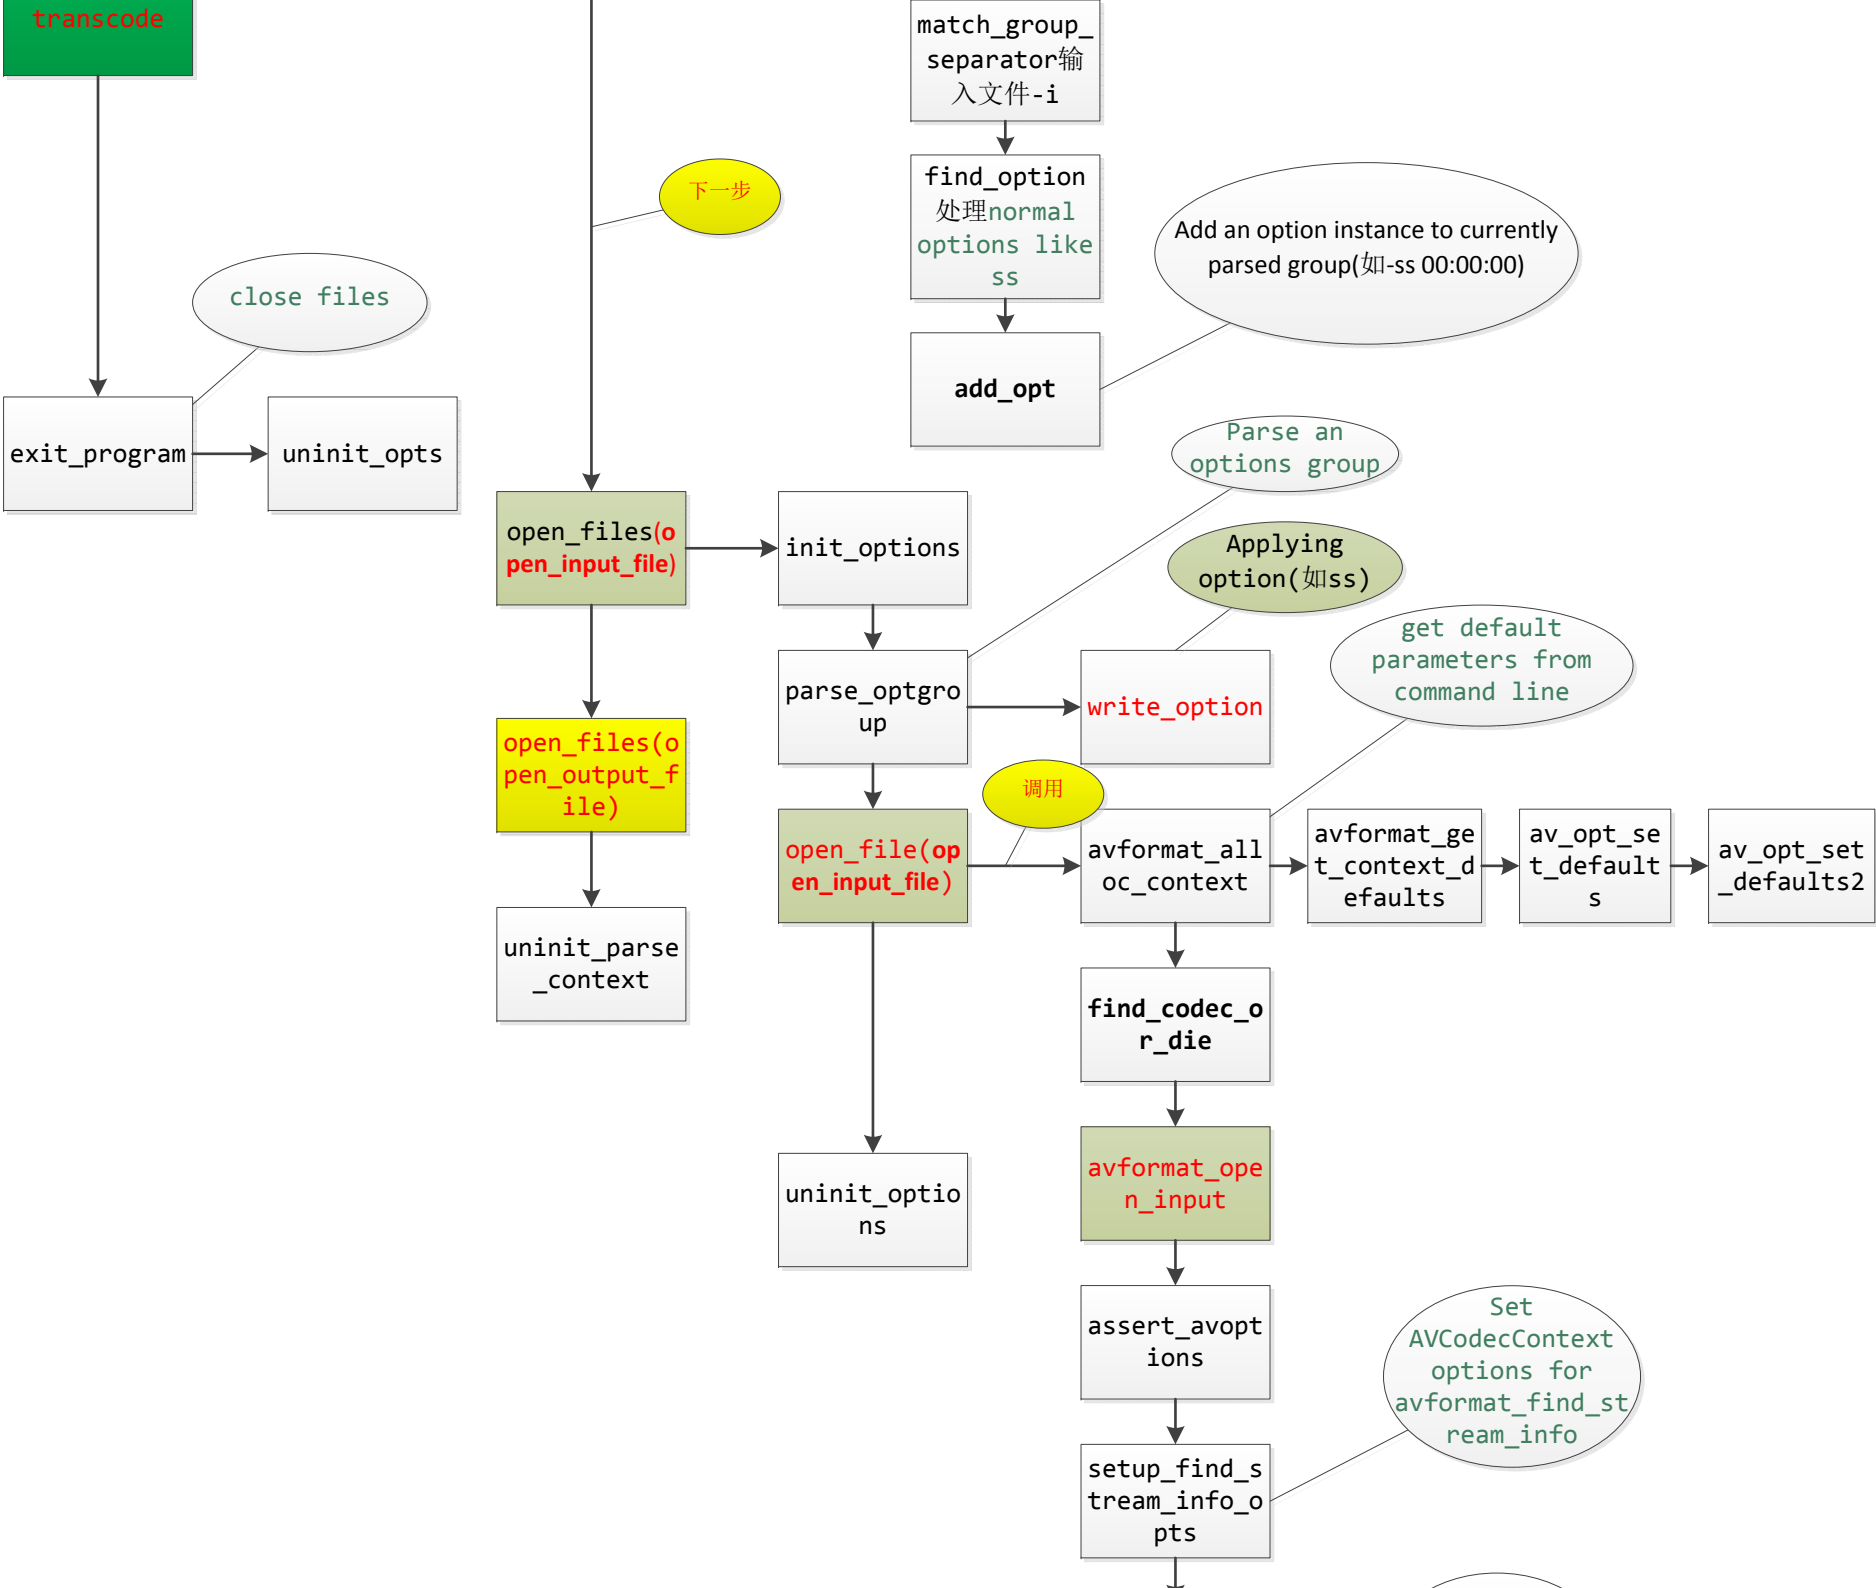 transcode
match_group_
separator输
入文件-i
下一步
find_option
处理normal
options like
ss
Add an option instance to currently
parsed group(如-ss 00:00:00)
close files
add_opt
exit_program
uninit_opts
Parse an
options group
open_files(o
pen_input_file)
init_options
Applying
option(如ss)
get default
parameters from
command line
parse_optgro
up
write_option
open_files(o
pen_output_f
ile)
调用
open_file(op
en_input_file)
avformat_all
oc_context
avformat_ge
t_context_d
efaults
av_opt_se
t_default
s
av_opt_set
_defaults2
uninit_parse
_context
find_codec_o
r_die
avformat_ope
n_input
uninit_optio
ns
assert_avopt
ions
Set
AVCodecContext
options for
avformat_find_st
ream_info
setup_find_s
tream_info_o
pts